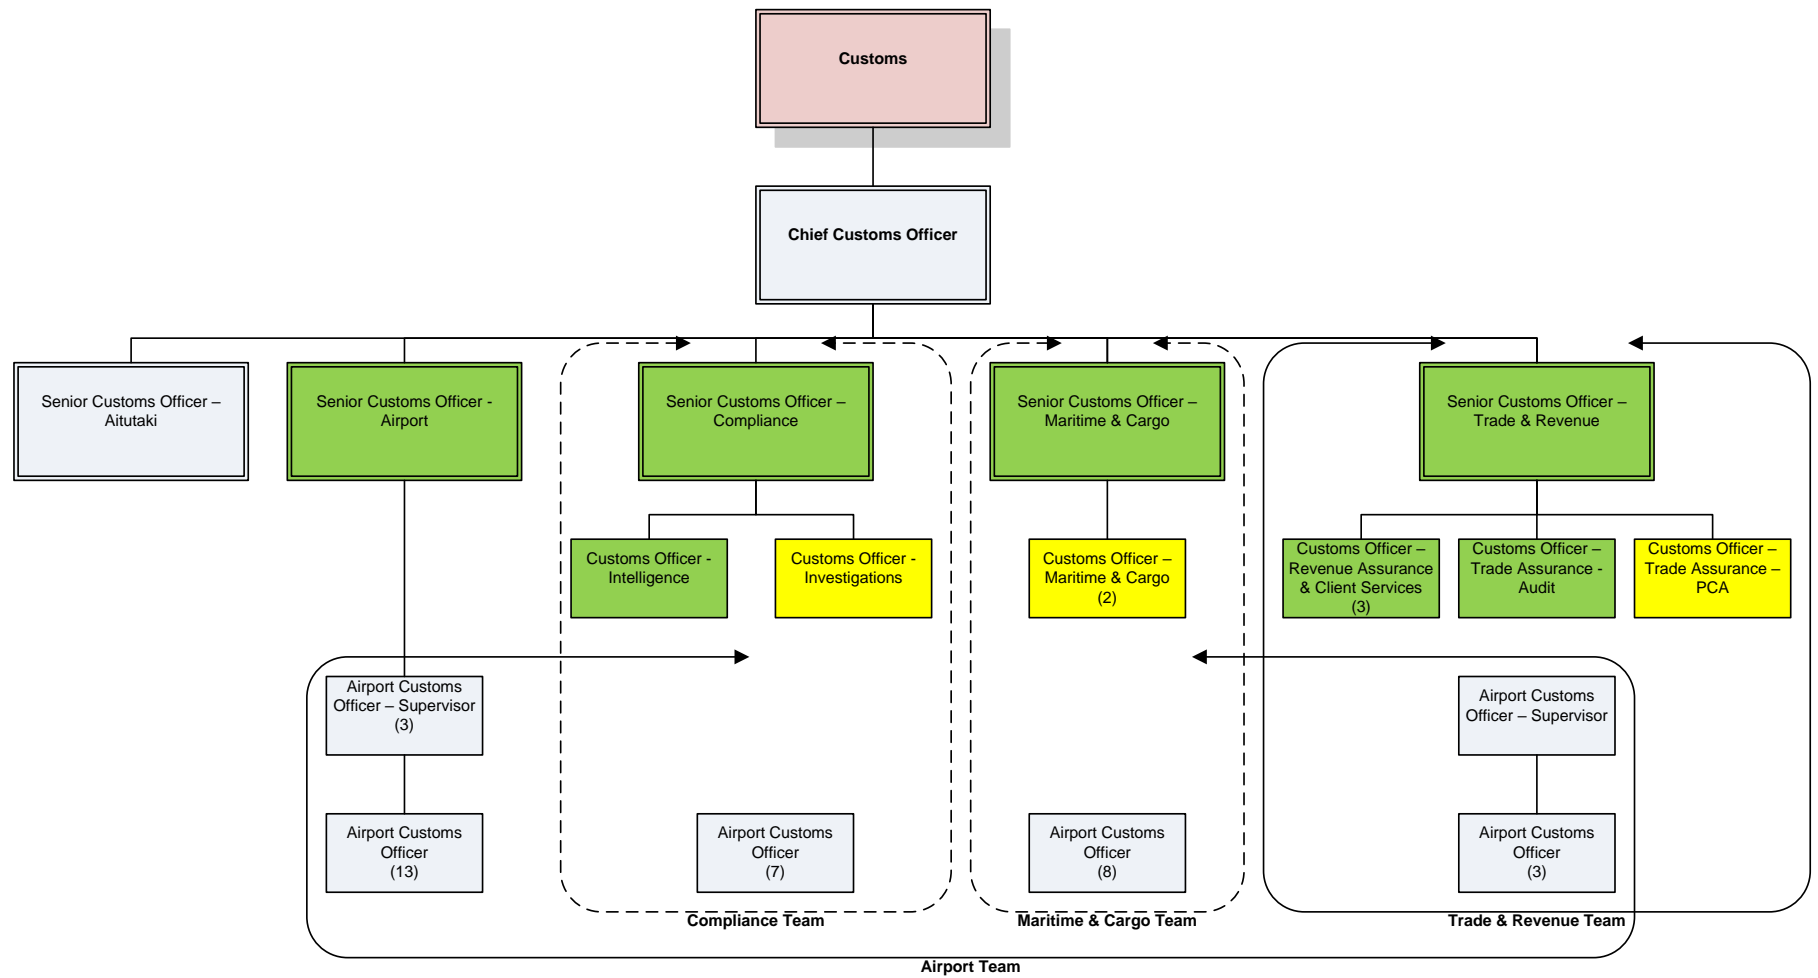 Customs
Chief Customs Officer
Senior Customs Officer –
Aitutaki
Senior Customs Officer -
Airport
Senior Customs Officer –
Compliance
Senior Customs Officer –
Maritime & Cargo
Senior Customs Officer –
Trade & Revenue
Customs Officer -
Intelligence
Customs Officer -
Investigations
Customs Officer –
Maritime & Cargo
(2)
Customs Officer –
Revenue Assurance
& Client Services
(3)
Customs Officer –
Trade Assurance -
Audit
Customs Officer –
Trade Assurance –
PCA
Airport Customs
Officer – Supervisor
(3)
Airport Customs
Officer – Supervisor
Airport Customs
Officer
(13)
Airport Customs
Officer
(7)
Airport Customs
Officer
(8)
Airport Customs
Officer
(3)
Compliance Team
Maritime & Cargo Team
Trade & Revenue Team
Airport Team